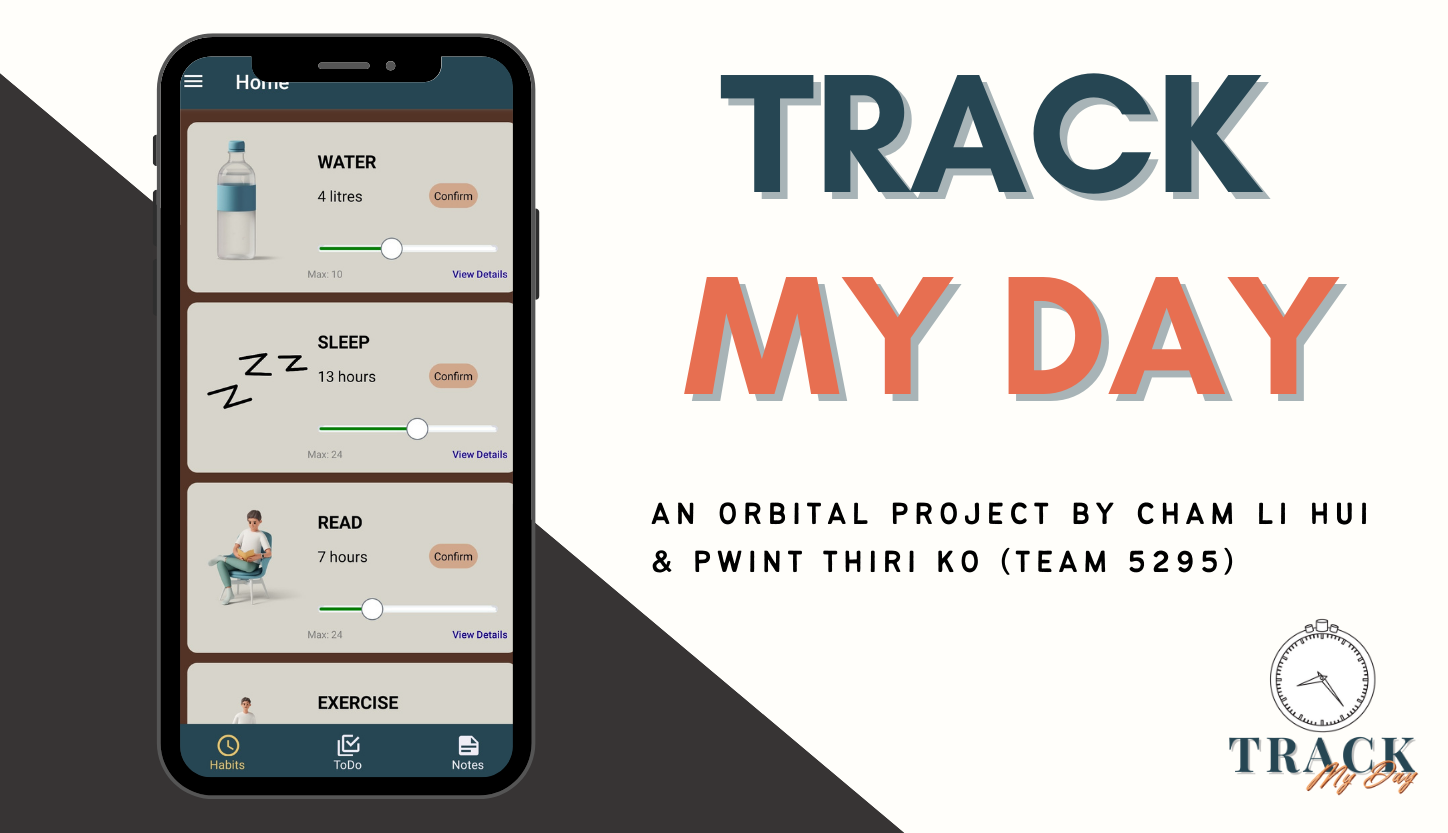 Home
WATER
4 litres
Confirm
Max: 10
View Details
SLEEP
13 hours
Confirm
Max: 24
View Details
READ
7 hours
Confirm
Max: 24
View Details
EXERCISE
Habits
ToDo
Notes
TRACK
MY DAY
AN ORBITAL PROJECT BY CHAM LI HUI
& PWINT THIRI KO (TEAM 5295)
TRACK
My Day